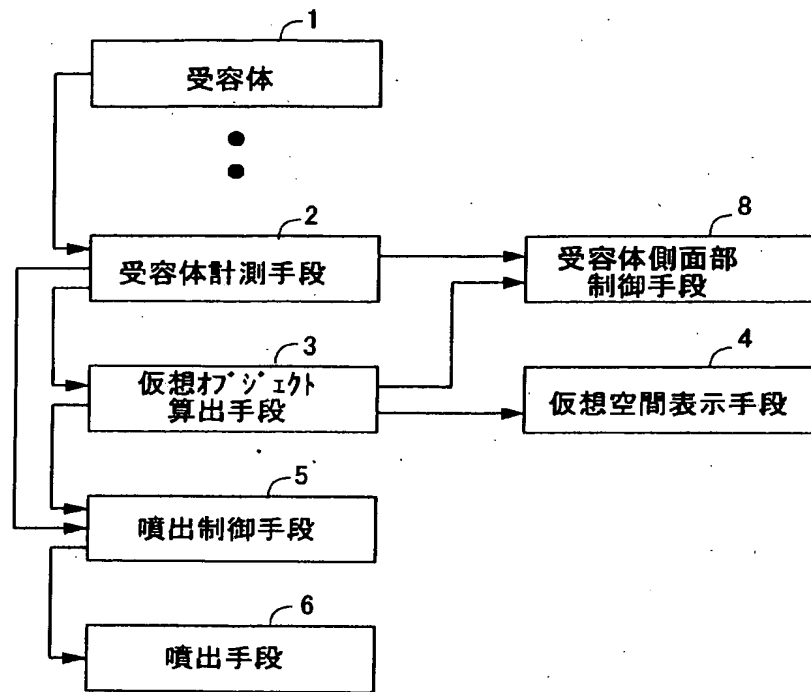 1
受容体
2
受容体計測手段
8
受容体側面部
制御手段
3
仮想オブジェクト
算出手段
4
仮想空間表示手段
5
噴出制御手段
6
噴出手段